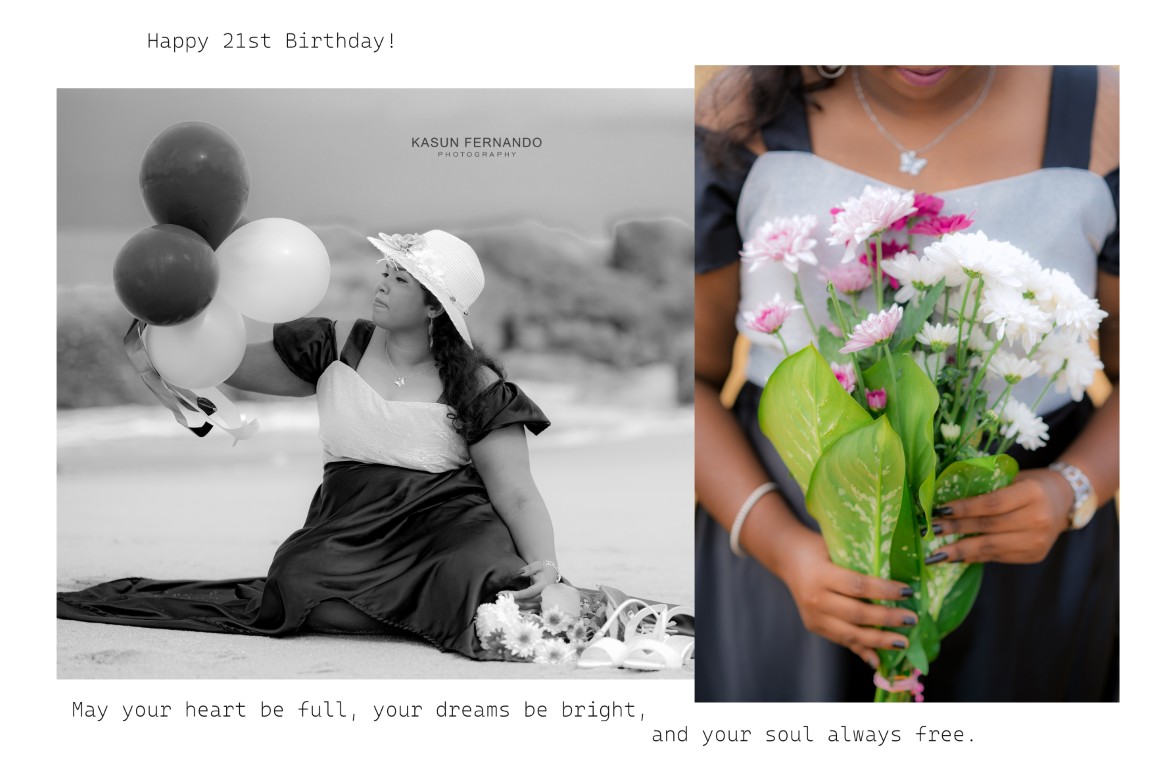 Happy 21st Birthday!
KASUN FERNANDO
PHOTOGRAPHY
May your heart be full, your dreams be bright,
and your soul always free.